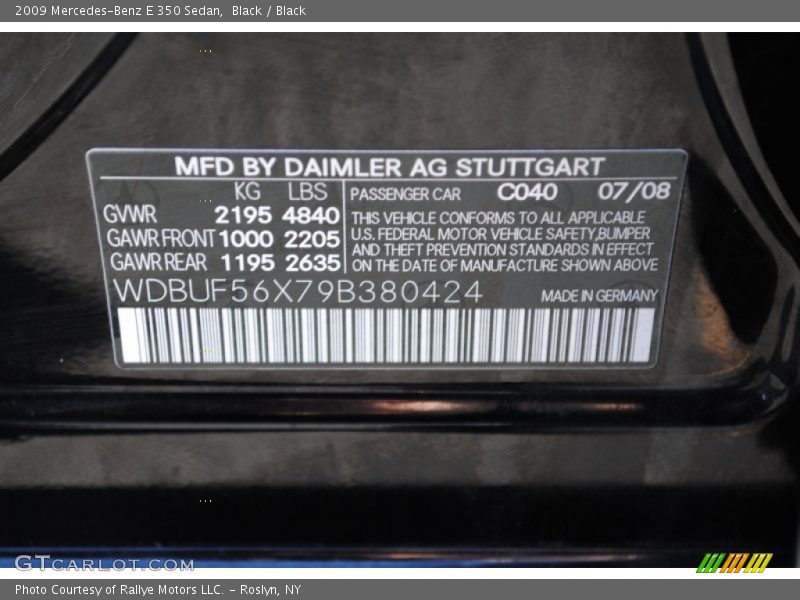 2009 Mercedes-Benz E 350 Sedan, Black / Black
MFD BY DAIMLER AG STUTTGART
KG LBS PASSENGER CAR C040 07/08
GVWR 2195 4840
GAWR FRONT 1000 2205
GAWR REAR 1195 2635
THIS VEHICLE CONFORMS TO ALL APPLICABLE
U.S. FEDERAL MOTOR VEHICLE SAFETY,BUMPER
AND THEFT PREVENTION STANDARDS IN EFFECT
ON THE DATE OF MANUFACTURE SHOWN ABOVE
WDBUF56X79B380424 MADE IN GERMANY
GTCARLOT.COM
Photo Courtesy of Rallye Motors LLC. - Roslyn, NY